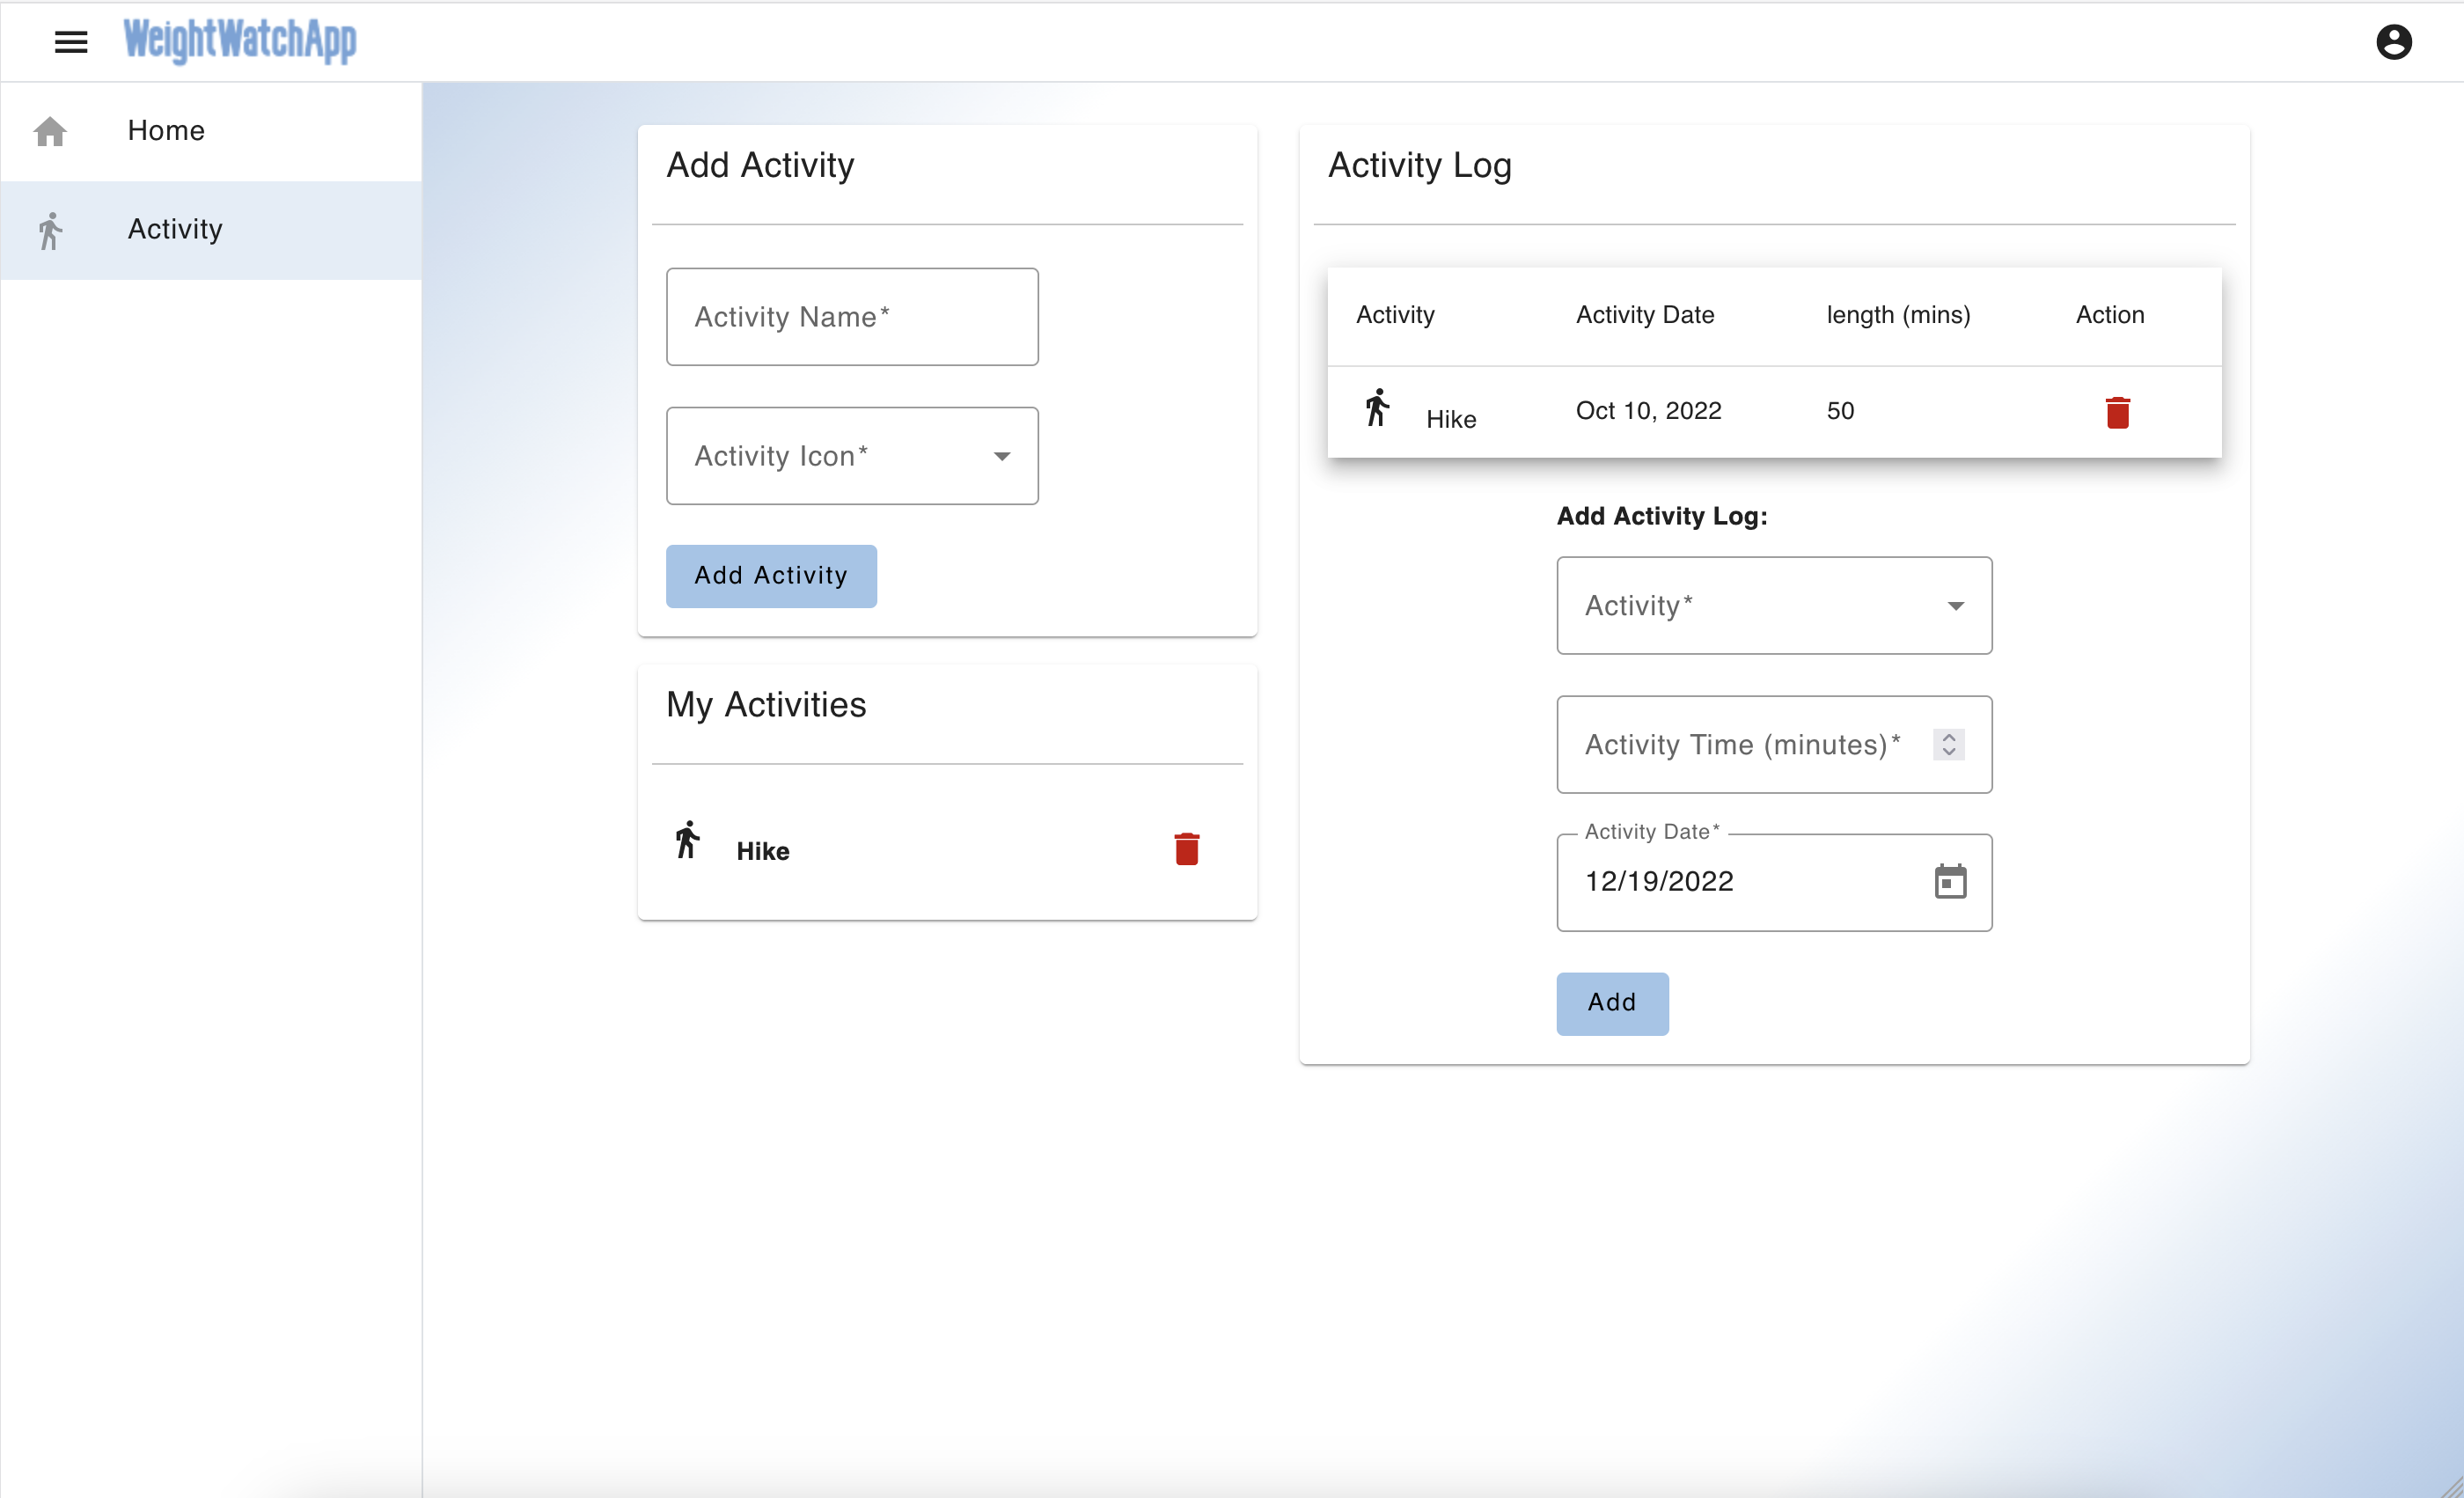 WeightWatchApp
Home
Activity
Add Activity
Activity Name*
Activity Icon*
Add Activity
My Activities
Hike
Activity Log
Activity Activity Date length (mins) Action
Hike Oct 10, 2022 50
Add Activity Log:
Activity*
Activity Time (minutes)*
Activity Date*
12/19/2022
Add